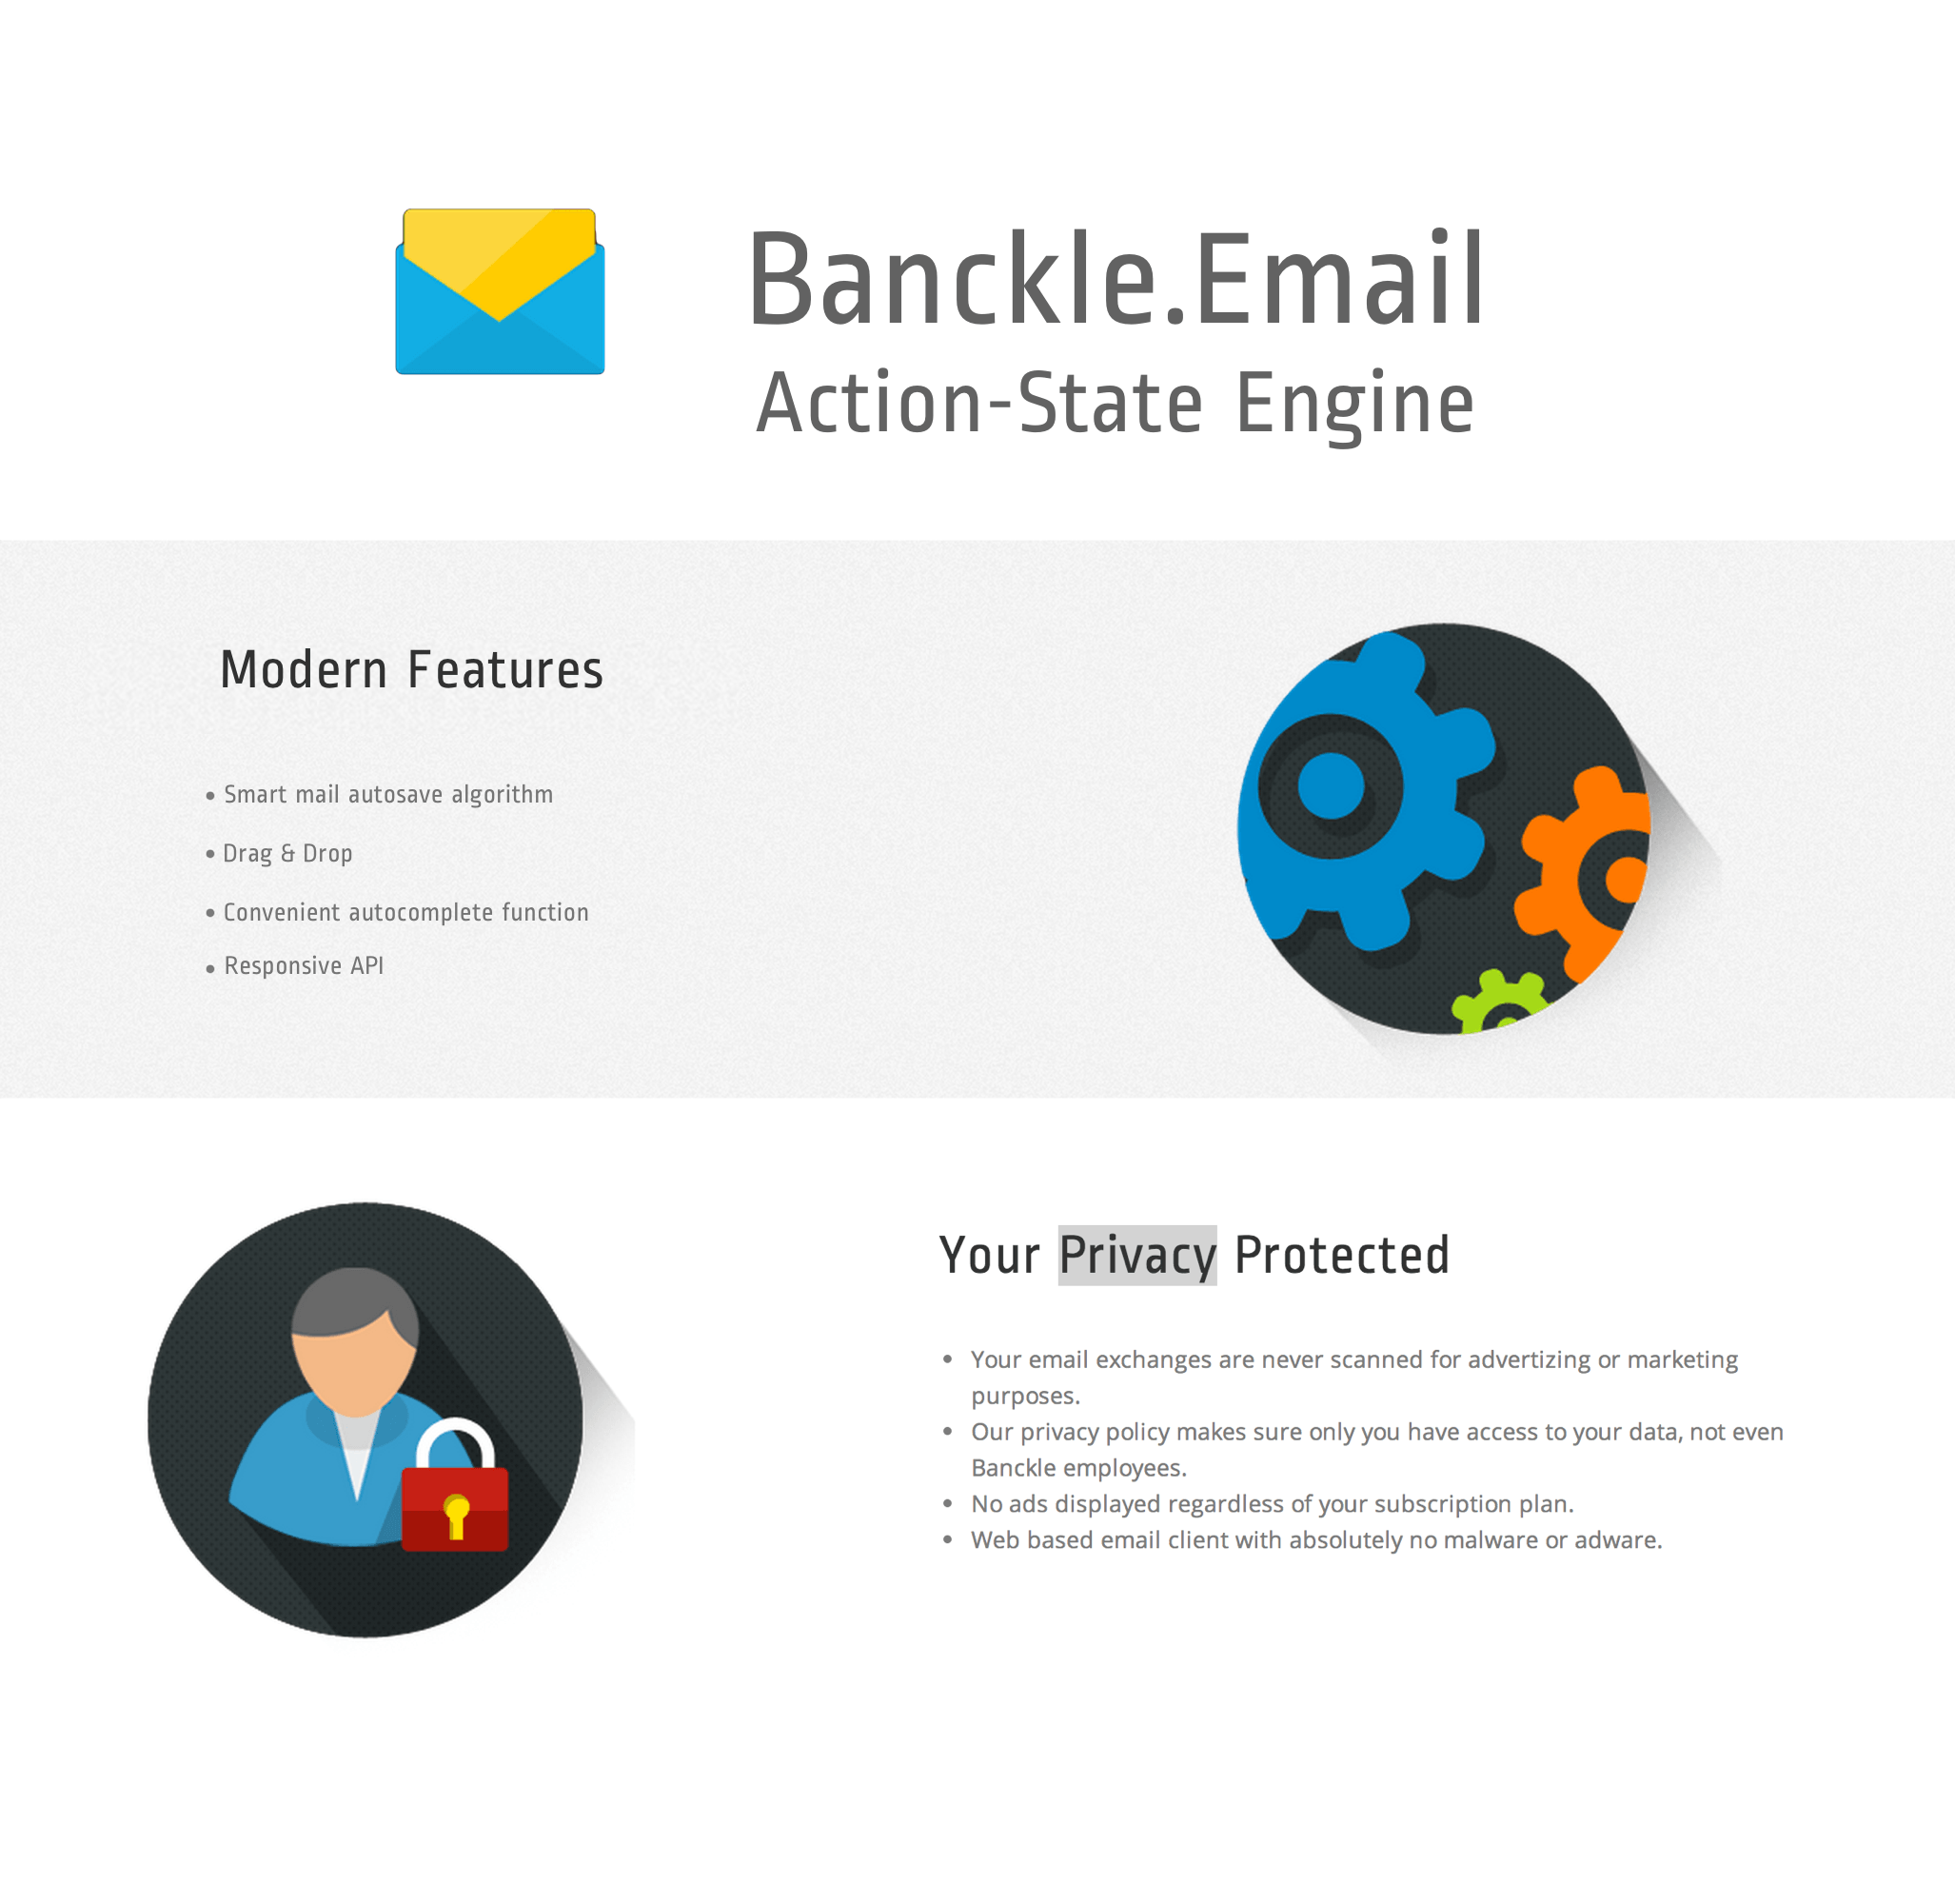 Banckle.Email
Action-State Engine
Modern Features
• Smart mail autosave algorithm
• Drag & Drop
• Convenient autocomplete function
• Responsive API
Your Privacy Protected
• Your email exchanges are never scanned for advertizing or marketing
purposes.
• Our privacy policy makes sure only you have access to your data, not even
Banckle employees.
• No ads displayed regardless of your subscription plan.
• Web based email client with absolutely no malware or adware.